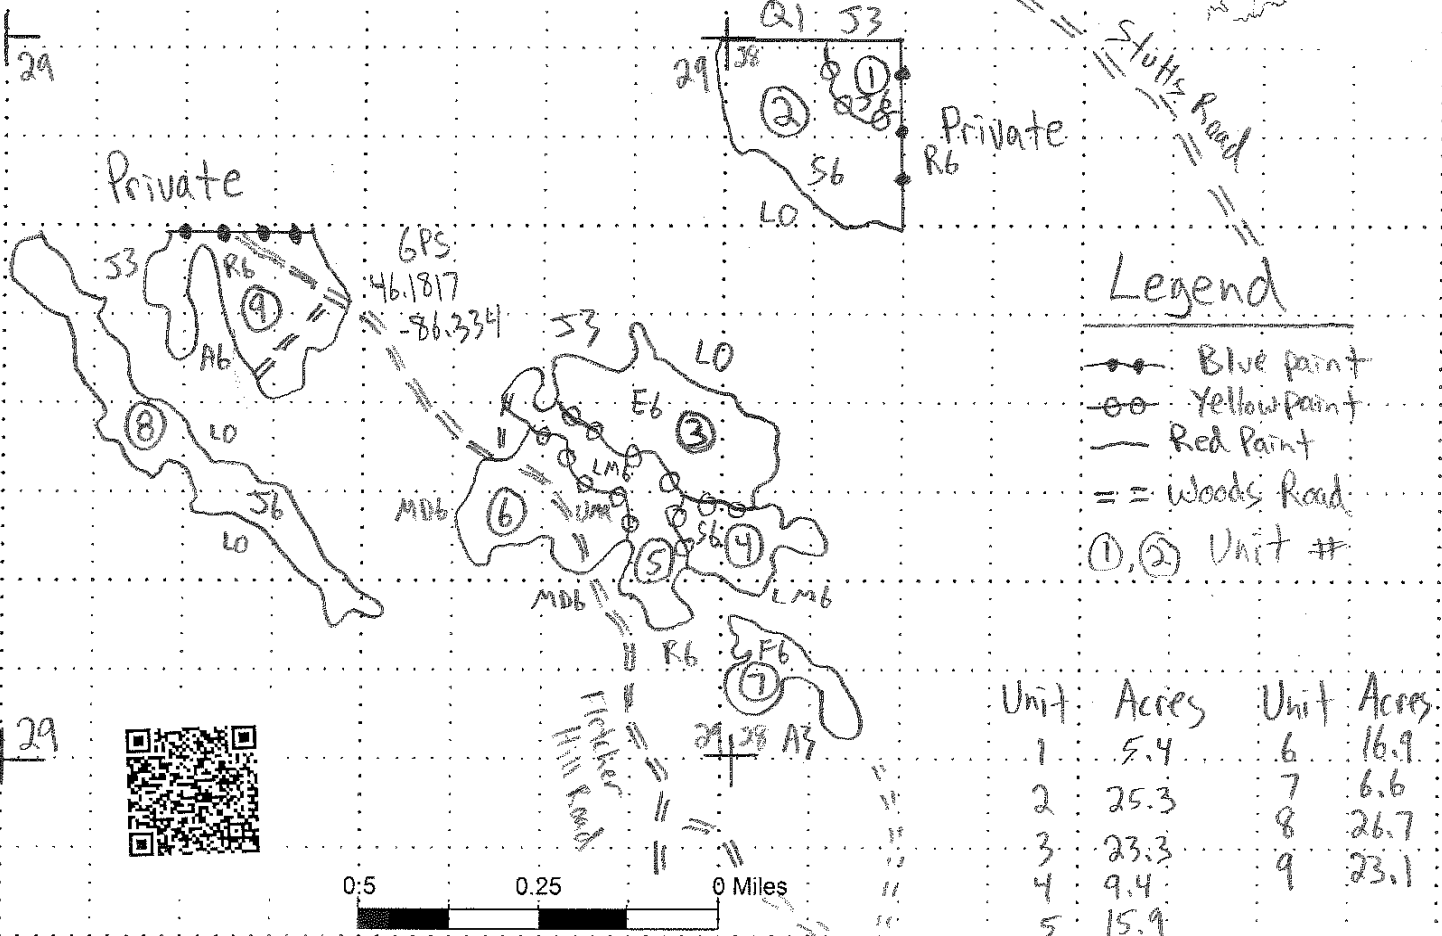 Q1 J3
29
29 28
1
J6
2
Private
R6
S6
LO
Stutts Road
Private
J3
R6
9
A6
GPS
46.1817
-86.334
Legend
Blue paint
Yellow paint
Red Paint
= = Woods Road
1, 2 Unit #
J3
LO
E6
3
LM6
8
LO
J6
LO
MD6
6
UM
S6
4
5
MD6
LM6
R6
F6
7
29 28 A3
Fletcher
Hill Road
29
Unit Acres Unit Acres
1 5.4 6 16.9
2 25.3 7 6.6
3 23.3 8 26.7
4 9.4 9 23.1
5 15.9
0.5 0.25 0 Miles